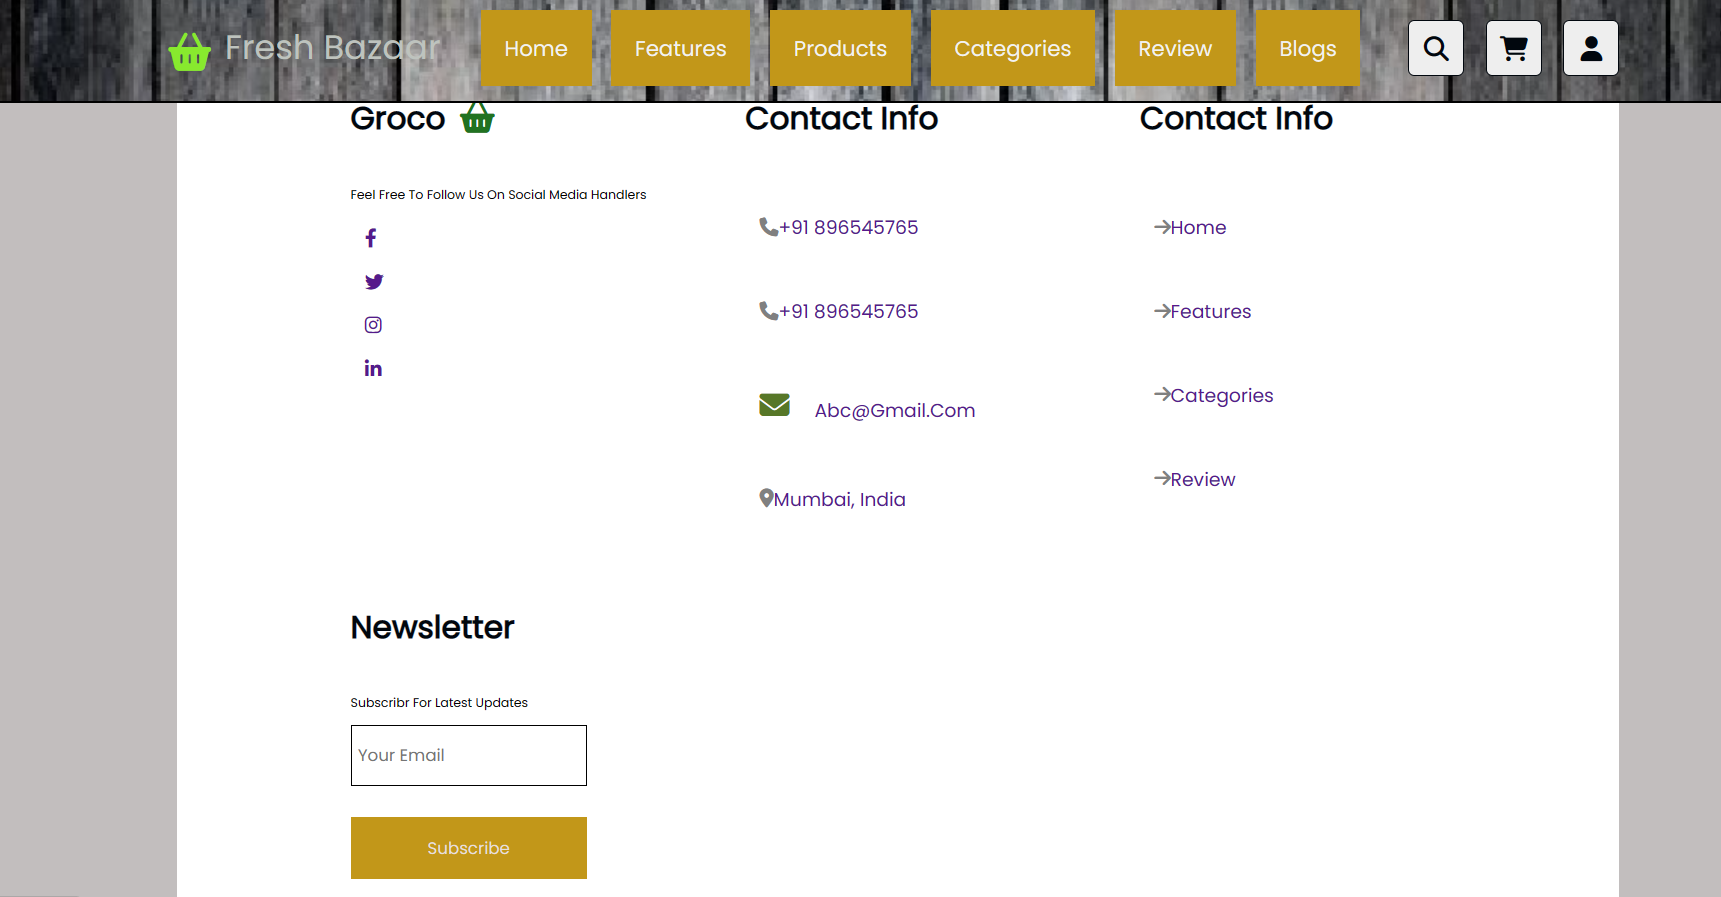 Fresh Bazaar
Home
Features
Products
Categories
Review
Blogs
Groco
Feel Free To Follow Us On Social Media Handlers
Contact Info
+91 896545765
+91 896545765
Abc@Gmail.Com
Mumbai, India
Contact Info
Home
Features
Categories
Review
Newsletter
Subscribr For Latest Updates
Your Email
Subscribe